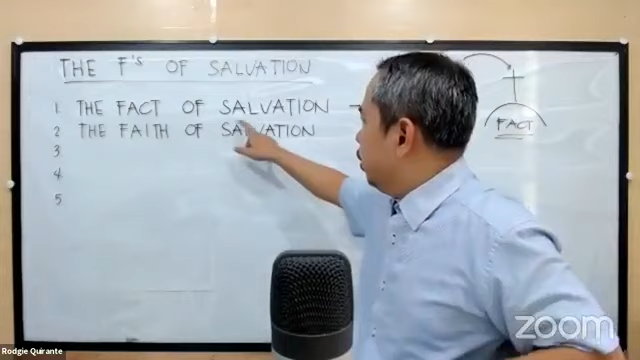 THE F's OF SALVATION
1. THE FACT OF SALVATION
2 THE FAITH OF SALVATION
3.
4.
5
FACT
zoom
Rodgie Quirante